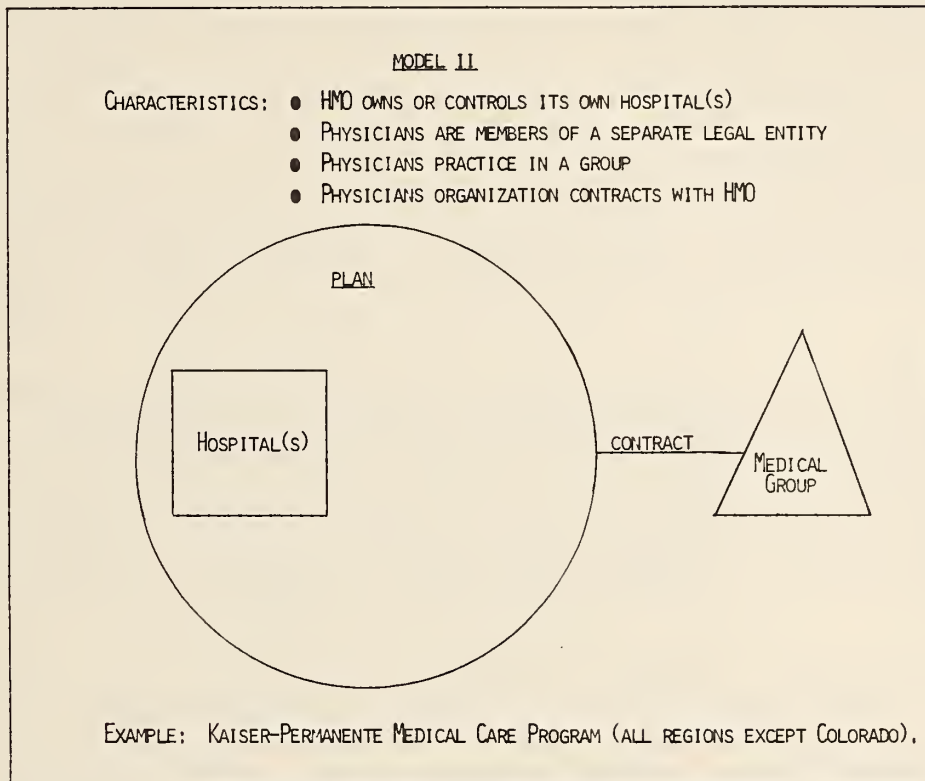 MODEL II
CHARACTERISTICS: ● HMO OWNS OR CONTROLS ITS OWN HOSPITAL(S)
● PHYSICIANS ARE MEMBERS OF A SEPARATE LEGAL ENTITY
● PHYSICIANS PRACTICE IN A GROUP
● PHYSICIANS ORGANIZATION CONTRACTS WITH HMO
PLAN
HOSPITAL(S)
CONTRACT
MEDICAL
GROUP
EXAMPLE: KAISER-PERMANENTE MEDICAL CARE PROGRAM (ALL REGIONS EXCEPT COLORADO).